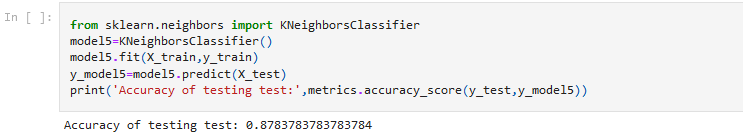 In [ ]:
from sklearn.neighbors import KNeighborsClassifier
model5=KNeighborsClassifier()
model5.fit(X_train,y_train)
y_model5=model5.predict(X_test)
print('Accuracy of testing test:',metrics.accuracy_score(y_test,y_model5))
Accuracy of testing test: 0.8783783783783784